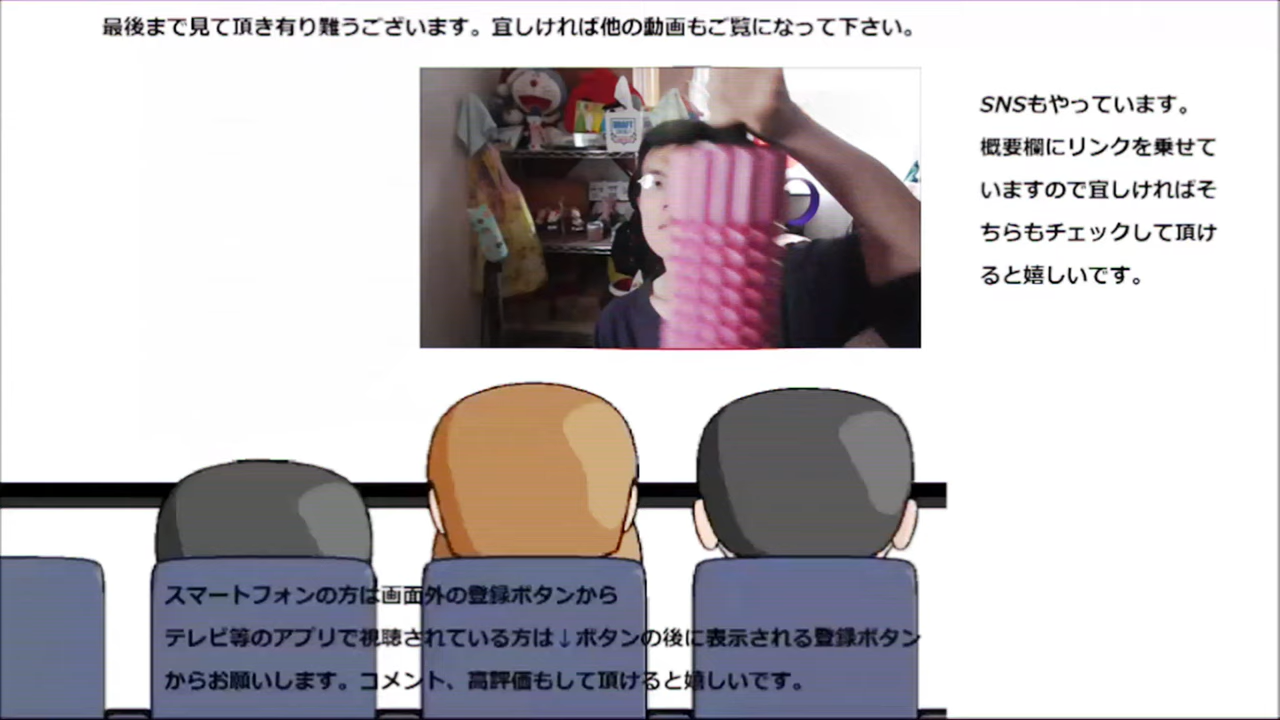 最後まで見て頂き有り難うございます。宜しければ他の動画もご覧になって下さい。
SNSもやっています。
概要欄にリンクを乗せて
いますので宜しければそ
ちらもチェックして頂け
ると嬉しいです。
スマートフォンの方は画面外の登録ボタンから
テレビ等のアプリで視聴されている方は↓ボタンの後に表示される登録ボタン
からお願いします。コメント、高評価もして頂けると嬉しいです。